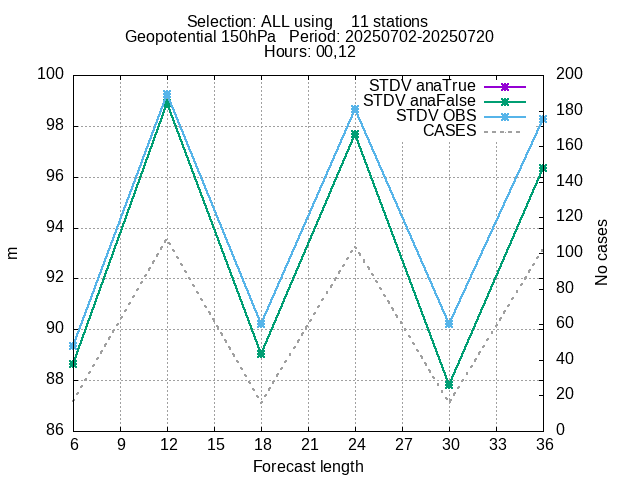 Selection: ALL using    11 stations
Geopotential 150hPa   Period: 20250702-20250720
Hours: 00,12
STDV anaTrue
STDV anaFalse
STDV OBS
CASES
100
98
96
94
92
90
88
86
m
200
180
160
140
120
100
80
60
40
20
0
No cases
6 9 12 15 18 21 24 27 30 33 36
Forecast length